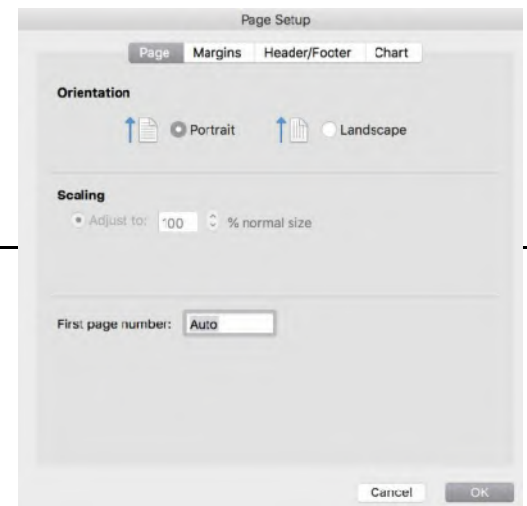 Page Setup
Page Margins Header/Footer Chart
Orientation
Portrait Landscape
Scaling
Adjust to: 100 % normal size
First page number: Auto
Cancel OK